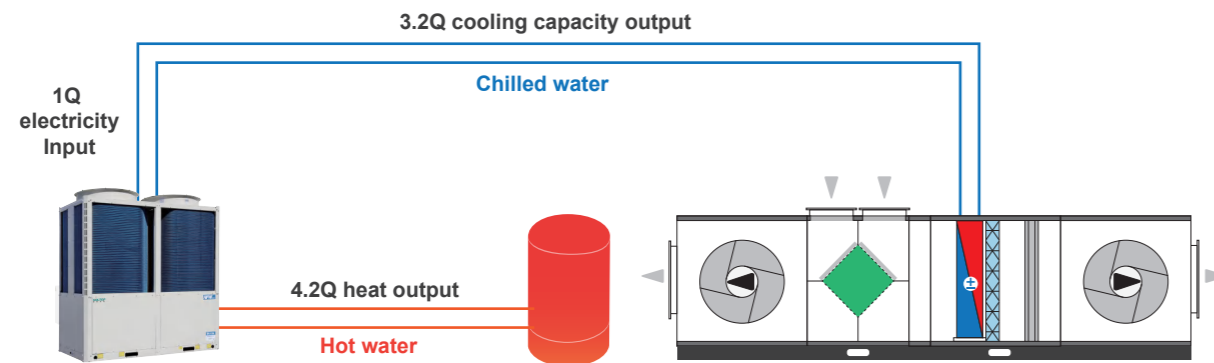 3.2Q cooling capacity output
Chilled water
1Q
electricity
Input
4.2Q heat output
Hot water
±